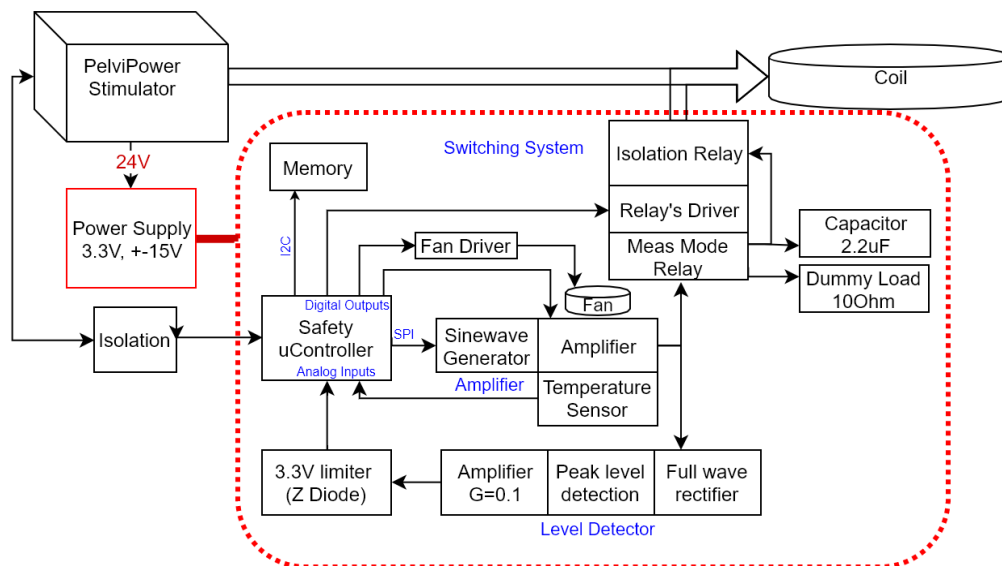 PelviPower
Stimulator
Coil
24V
Switching System
Isolation Relay
Memory
Relay's Driver
Power Supply
3.3V, +-15V
Meas Mode
Relay
Capacitor
2.2uF
Fan Driver
I2C
Dummy Load
10Ohm
Digital Outputs
Fan
Isolation
Safety
uController
SPI
Sinewave
Generator
Amplifier
Analog Inputs
Amplifier
Temperature
Sensor
3.3V limiter
(Z Diode)
Amplifier
G=0.1
Peak level
detection
Full wave
rectifier
Level Detector